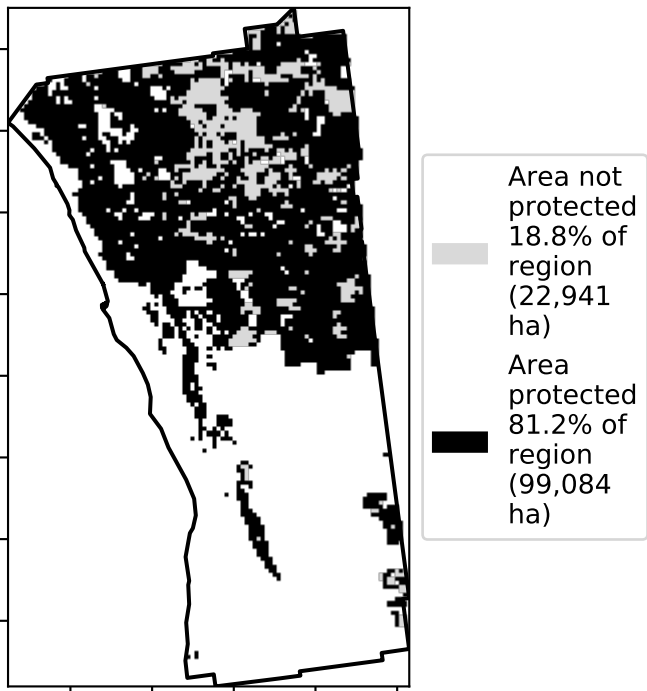 Area not
protected
18.8% of
region
(22,941
ha)
Area
protected
81.2% of
region
(99,084
ha)